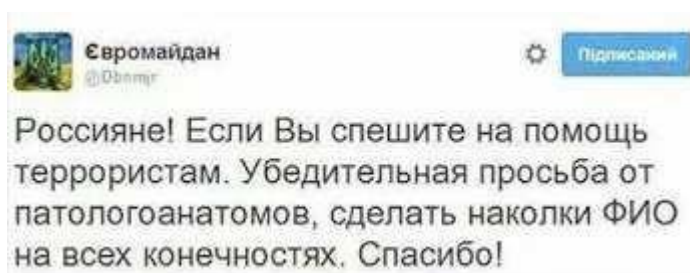 Євромайдан
Підписаний
Россияне! Если Вы спешите на помощь
террористам. Убедительная просьба от
патологоанатомов, сделать наколки ФИО
на всех конечностях. Спасибо!